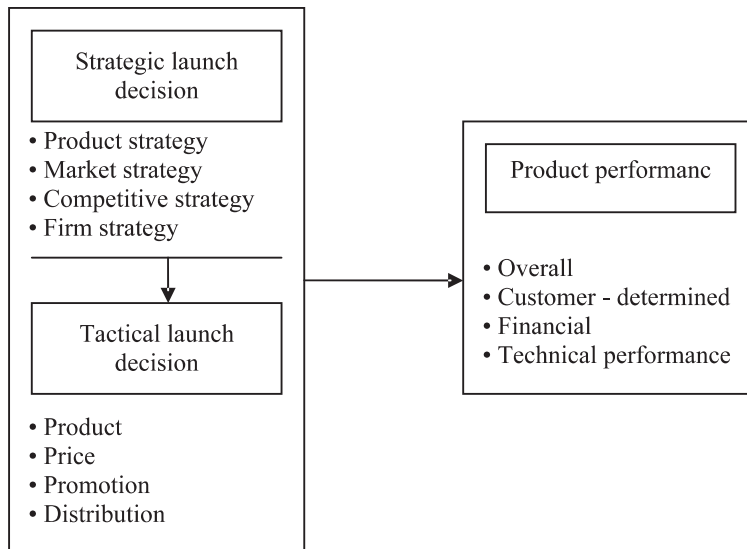 Strategic launch
decision
• Product strategy
• Market strategy
• Competitive strategy
• Firm strategy
Tactical launch
decision
• Product
• Price
• Promotion
• Distribution
Product performanc
• Overall
• Customer - determined
• Financial
• Technical performance